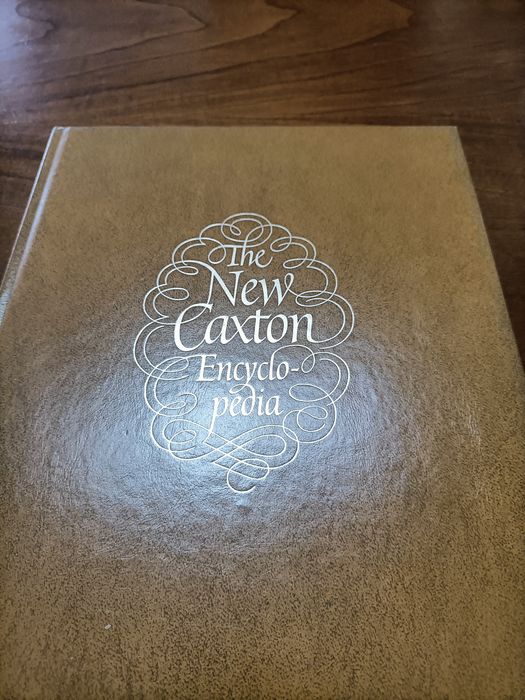 The
New
Caxton
Encyclo-
pedia